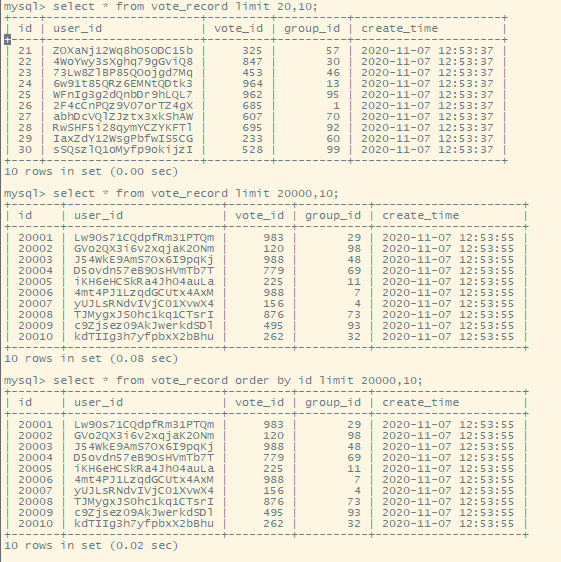 mysql> select * from vote_record limit 20,10;
+----+----------------------+---------+----------+---------------------+
| id | user_id              | vote_id | group_id | create_time         |
+----+----------------------+---------+----------+---------------------+
| 21 | ZOXaNj12Wq8hO5ODC15b |     325 |       57 | 2020-11-07 12:53:37 |
| 22 | 4WoYwy3sXghq79gGviQ8 |     847 |       30 | 2020-11-07 12:53:37 |
| 23 | 73Lw8ZlBP85QOojgd7Mq |     453 |       46 | 2020-11-07 12:53:37 |
| 24 | 6w91t85QRz6EMNtQDtk3 |     964 |       13 | 2020-11-07 12:53:37 |
| 25 | WFnIg3g2dQnbDr9hLQL7 |     962 |       95 | 2020-11-07 12:53:37 |
| 26 | 2F4cCnPQz9VO7orTZ4gX |     685 |        1 | 2020-11-07 12:53:37 |
| 27 | abhDcVQlZJztx3xkShAW |     607 |       70 | 2020-11-07 12:53:37 |
| 28 | RwSHF5i28qymYCZYKFTl |     695 |       92 | 2020-11-07 12:53:37 |
| 29 | IaxZdY12WsgPbfwIS5CG |     233 |       60 | 2020-11-07 12:53:37 |
| 30 | sSQszlQ1oMyfp9okijzI |     528 |       99 | 2020-11-07 12:53:37 |
+----+----------------------+---------+----------+---------------------+
10 rows in set (0.00 sec)
mysql> select * from vote_record limit 20000,10;
+-------+----------------------+---------+----------+---------------------+
| id    | user_id              | vote_id | group_id | create_time         |
+-------+----------------------+---------+----------+---------------------+
| 20001 | Lw90s71CQdpfRm31PTQm |     983 |       29 | 2020-11-07 12:53:55 |
| 20002 | GVo2QX3i6v2xqjaK2ONm |     120 |       98 | 2020-11-07 12:53:55 |
| 20003 | J54WkE9AmS7Ox6I9pqKj |     988 |       48 | 2020-11-07 12:53:55 |
| 20004 | D5ovdn57eB9OsHVmTb7T |     779 |       69 | 2020-11-07 12:53:55 |
| 20005 | iKH6eHCSkRa4Jh04auLa |     225 |       11 | 2020-11-07 12:53:55 |
| 20006 | 4mt4PJ1LzqdGCUtx4AxM |     988 |        7 | 2020-11-07 12:53:55 |
| 20007 | yUJLsRNdvIVjCO1XvwX4 |     156 |        4 | 2020-11-07 12:53:55 |
| 20008 | TJMygxJSOhc1kq1CTsrI |     876 |       73 | 2020-11-07 12:53:55 |
| 20009 | c9Zjsez09AkJwerkdSDl |     495 |       93 | 2020-11-07 12:53:55 |
| 20010 | kdTIIg3h7yfpbxX2bBhu |     262 |       32 | 2020-11-07 12:53:55 |
+-------+----------------------+---------+----------+---------------------+
10 rows in set (0.08 sec)
mysql> select * from vote_record order by id limit 20000,10;
+-------+----------------------+---------+----------+---------------------+
| id    | user_id              | vote_id | group_id | create_time         |
+-------+----------------------+---------+----------+---------------------+
| 20001 | Lw90s71CQdpfRm31PTQm |     983 |       29 | 2020-11-07 12:53:55 |
| 20002 | GVo2QX3i6v2xqjaK2ONm |     120 |       98 | 2020-11-07 12:53:55 |
| 20003 | J54WkE9AmS7Ox6I9pqKj |     988 |       48 | 2020-11-07 12:53:55 |
| 20004 | D5ovdn57eB9OsHVmTb7T |     779 |       69 | 2020-11-07 12:53:55 |
| 20005 | iKH6eHCSkRa4Jh04auLa |     225 |       11 | 2020-11-07 12:53:55 |
| 20006 | 4mt4PJ1LzqdGCUtx4AxM |     988 |        7 | 2020-11-07 12:53:55 |
| 20007 | yUJLsRNdvIVjCO1XvwX4 |     156 |        4 | 2020-11-07 12:53:55 |
| 20008 | TJMygxJSOhc1kq1CTsrI |     876 |       73 | 2020-11-07 12:53:55 |
| 20009 | c9Zjsez09AkJwerkdSDl |     495 |       93 | 2020-11-07 12:53:55 |
| 20010 | kdTIIg3h7yfpbxX2bBhu |     262 |       32 | 2020-11-07 12:53:55 |
+-------+----------------------+---------+----------+---------------------+
10 rows in set (0.02 sec)